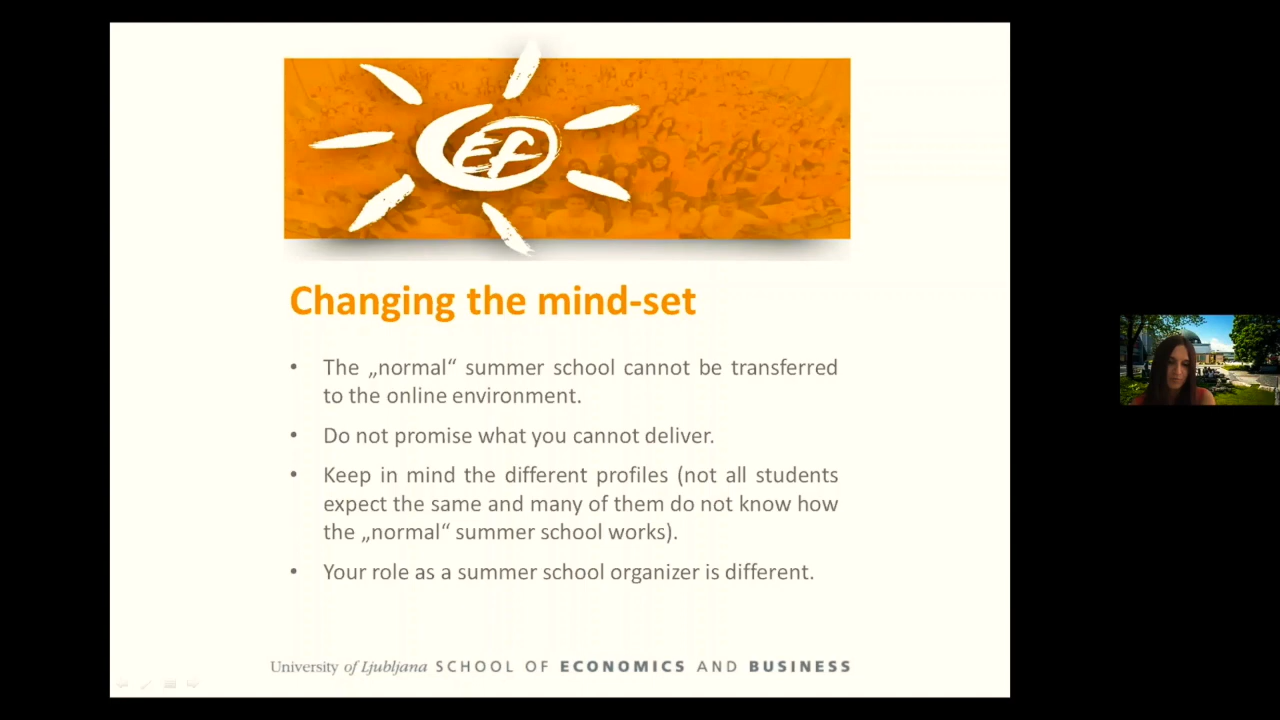 EF
Changing the mind-set
• The „normal“ summer school cannot be transferred
to the online environment.
• Do not promise what you cannot deliver.
• Keep in mind the different profiles (not all students
expect the same and many of them do not know how
the „normal“ summer school works).
• Your role as a summer school organizer is different.
University of Ljubljana SCHOOL OF ECONOMICS AND BUSINESS